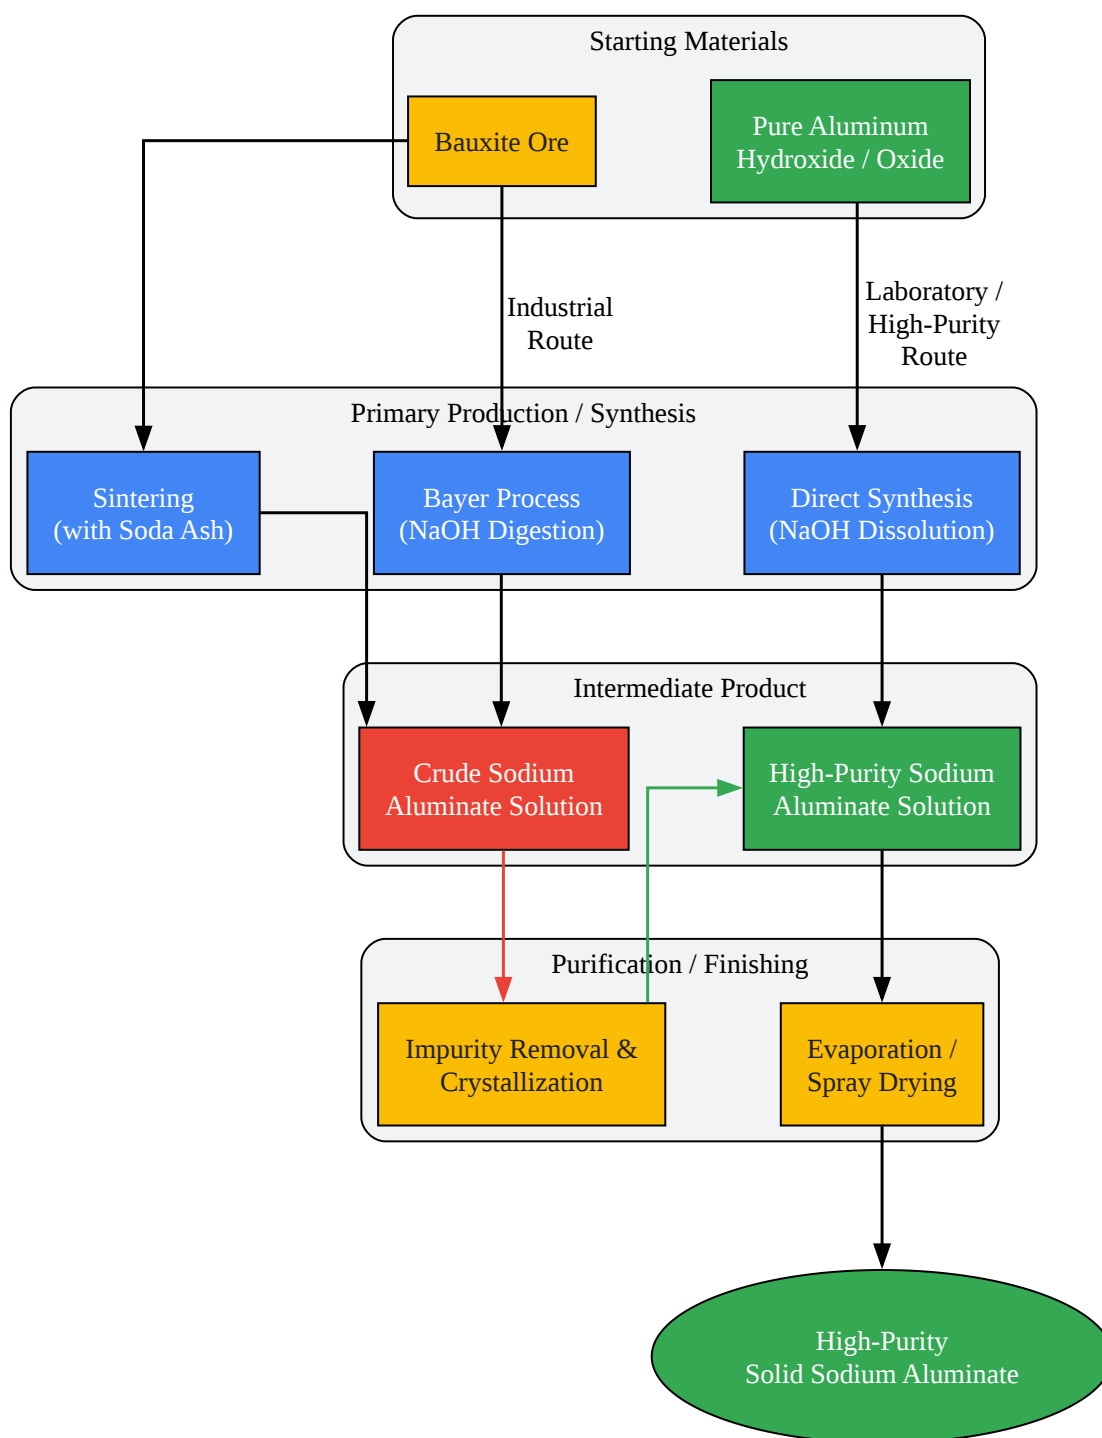 Starting Materials
Bauxite Ore
Pure Aluminum
Hydroxide / Oxide
Industrial
Route
Laboratory /
High-Purity
Route
Primary Production / Synthesis
Sintering
(with Soda Ash)
Bayer Process
(NaOH Digestion)
Direct Synthesis
(NaOH Dissolution)
Intermediate Product
Crude Sodium
Aluminate Solution
High-Purity Sodium
Aluminate Solution
Purification / Finishing
Impurity Removal &
Crystallization
Evaporation /
Spray Drying
High-Purity
Solid Sodium Aluminate